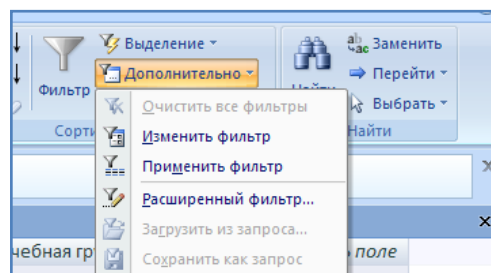 Выделение
Заменить
Дополнительно
Перейти
Фильтр
Найти
Выбрать
Очистить все фильтры
Сорти
Найти
Изменить фильтр
Применить фильтр
Расширенный фильтр...
Загрузить из запроса...
чебная гр
поле
Сохранить как запрос